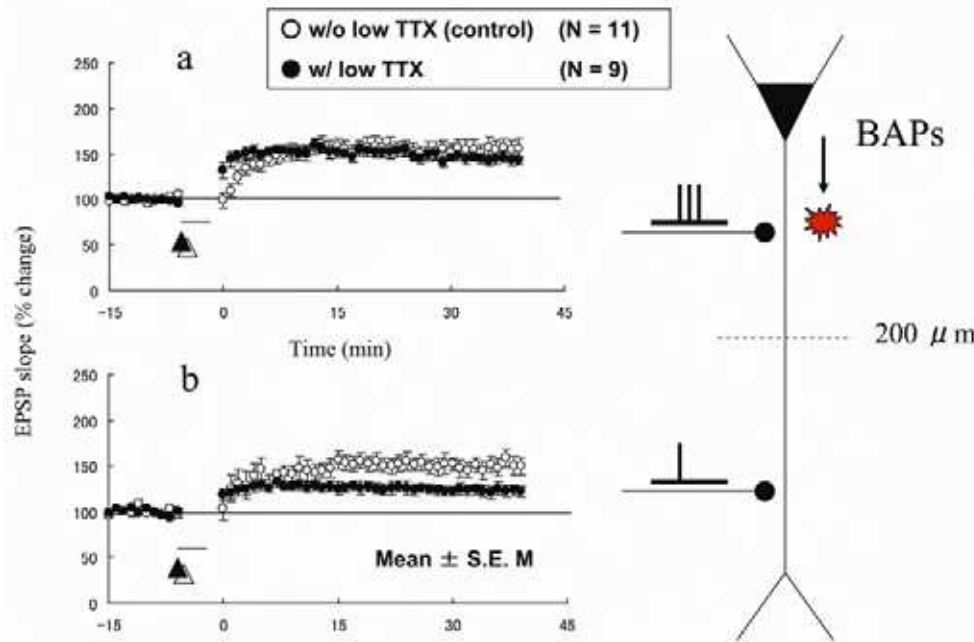 w/o low TTX (control) (N = 11)
w/ low TTX (N = 9)
a
250
200
150
100
50
0
-15 0 15 30 45
Time (min)
EPSP slope (% change)
b
250
200
150
100
50
0
Mean ± S.E. M
-15 0 15 30 45
BAPs
200 μm